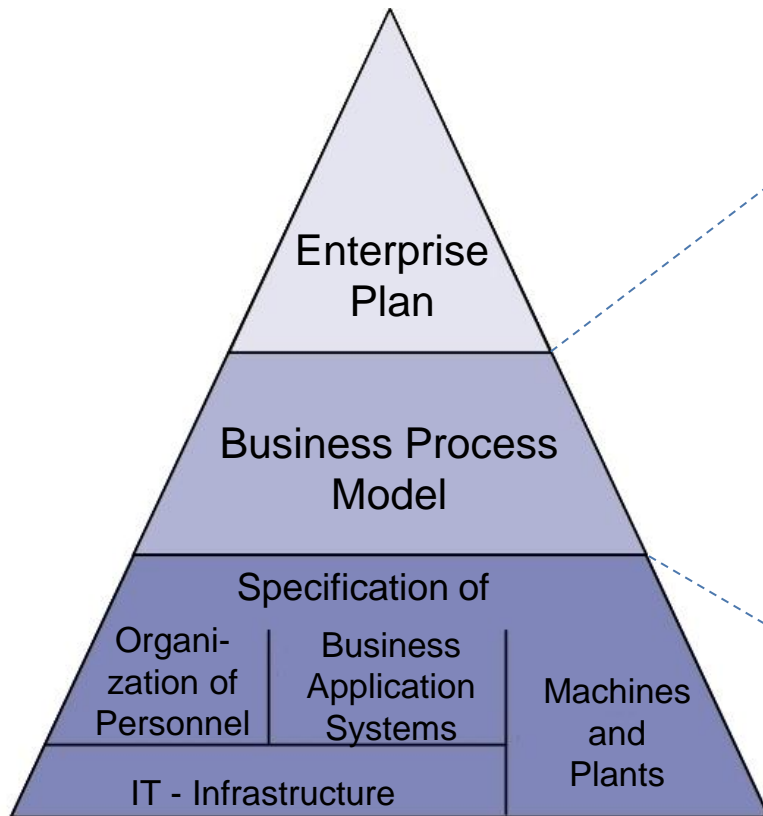 Enterprise
Plan
Business Process
Model
Specification of
Organi-
zation of
Personnel
Business
Application
Systems
Machines
and
Plants
IT - Infrastructure